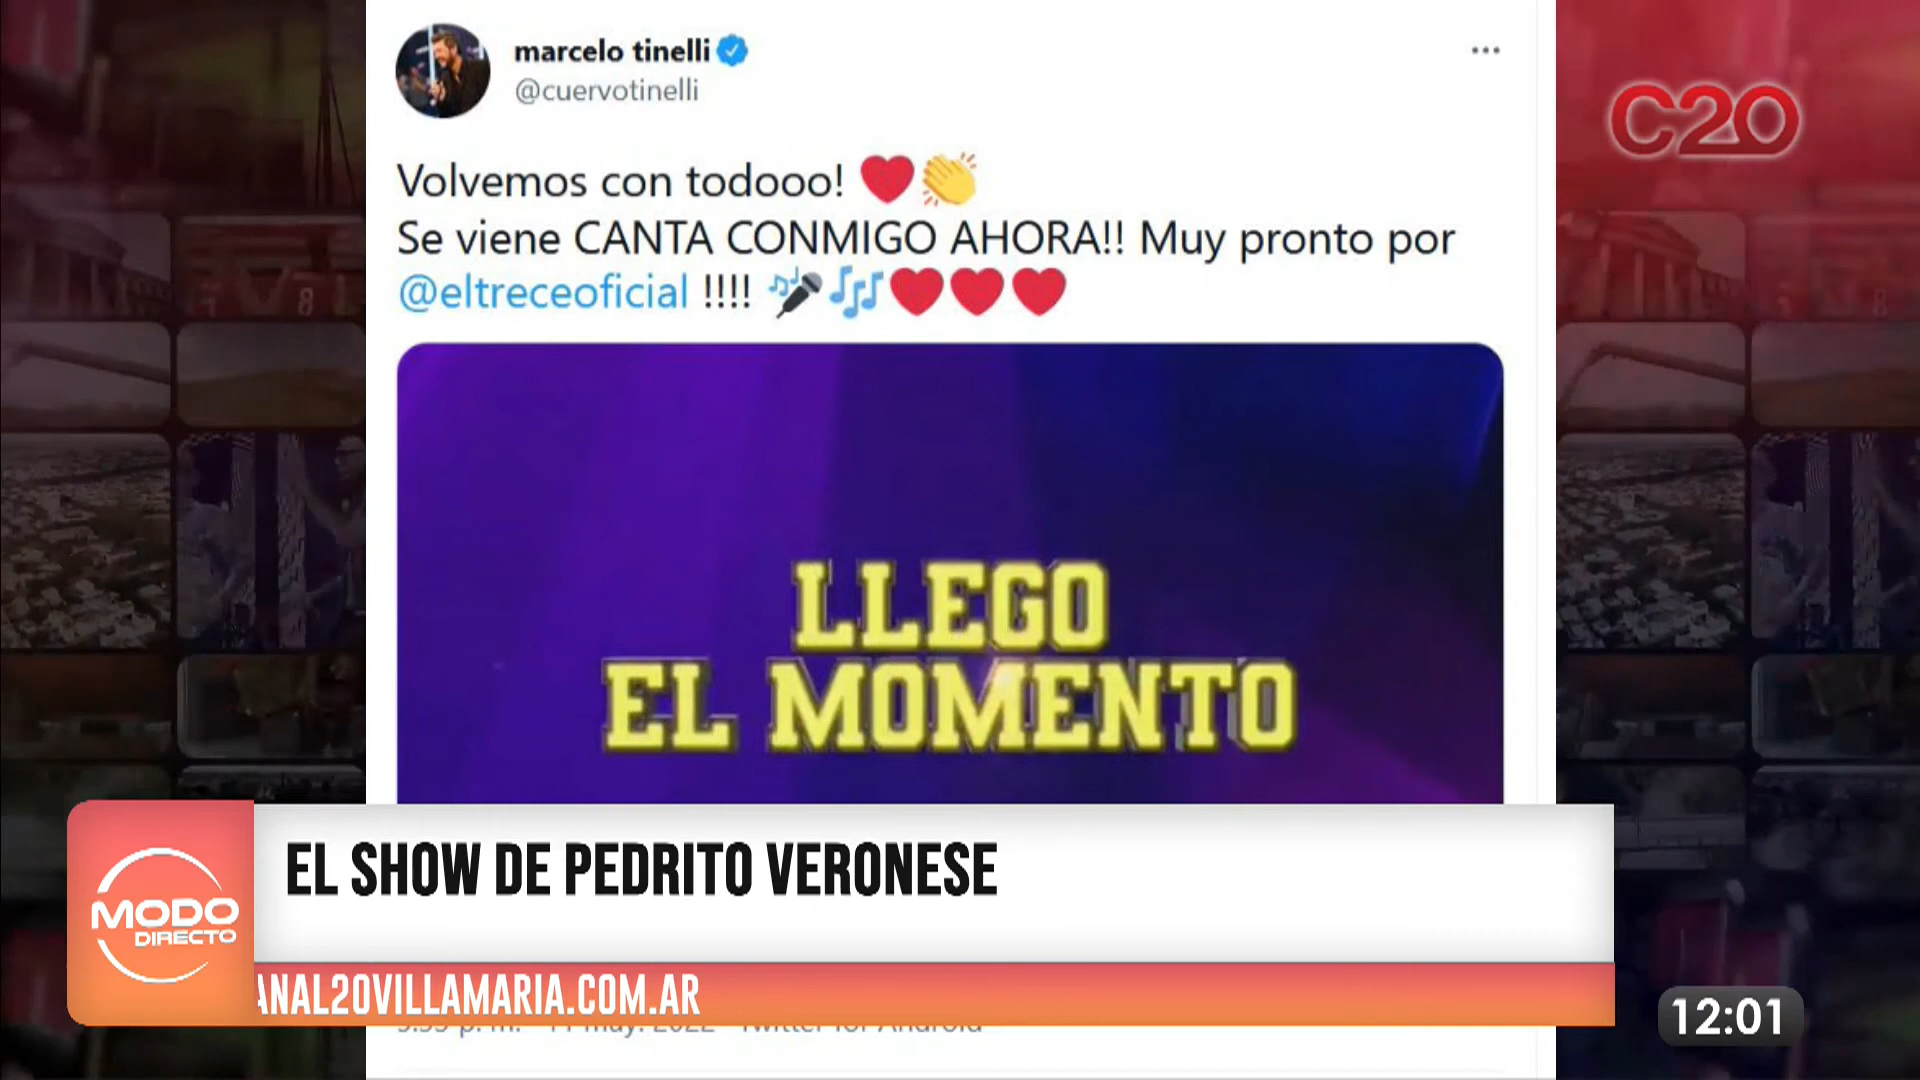 marcelo tinelli
@cuervotinelli
C20
Volvemos con todooo! ❤️👏
Se viene CANTA CONMIGO AHORA!! Muy pronto por
@eltreceoficial !!!! 🎤🎶❤️❤️❤️
LLEGO
EL MOMENTO
EL SHOW DE PEDRITO VERONESE
MODO
DIRECTO
ANAL20VILLAMARIA.COM.AR
12:01